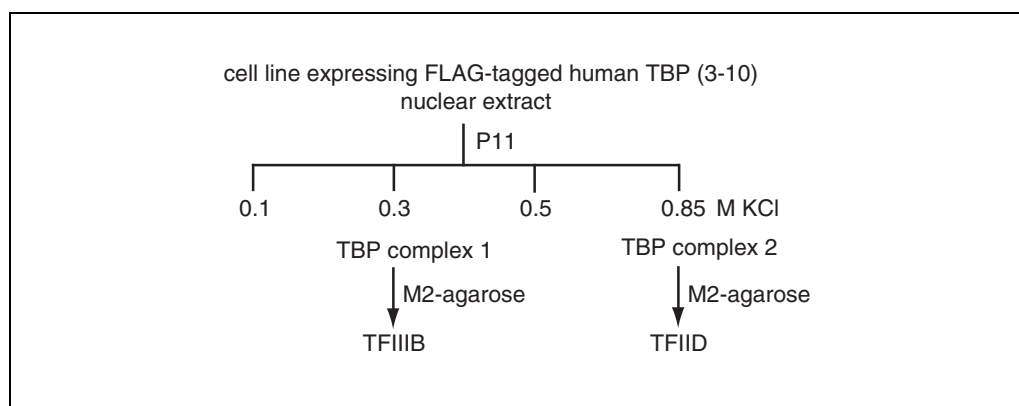 cell line expressing FLAG-tagged human TBP (3-10)
nuclear extract
P11
0.1 0.3 0.5 0.85 M KCl
TBP complex 1 TBP complex 2
M2-agarose M2-agarose
TFIIIB TFIID